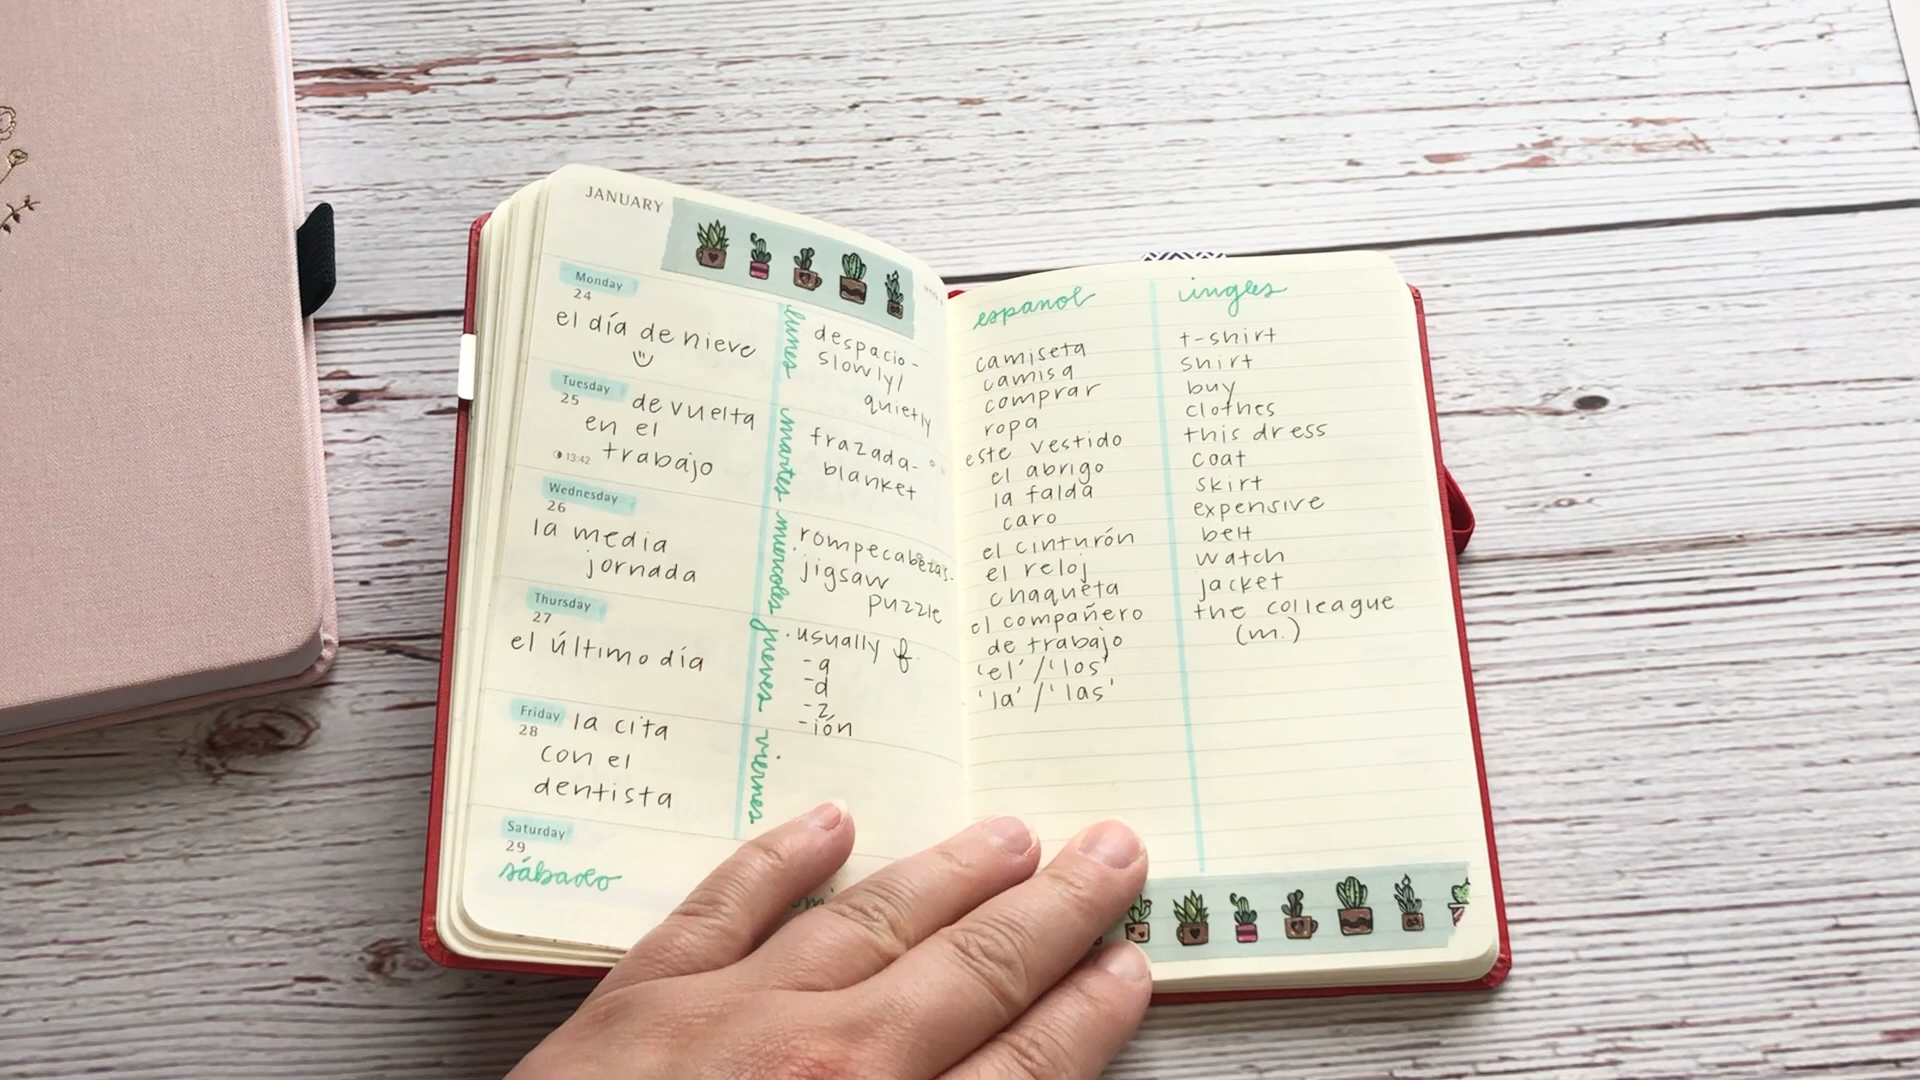 JANUARY
Monday
24
el día de nieve
Tuesday
25
de vuelta
en el
trabajo
13:42
Wednesday
26
la media
jornada
Thursday
27
el último día
Friday
28
la cita
con el
dentista
Saturday
29
sábado
lunes
martes
miercoles
jueves
viernes
despacio -
slowly/
quietly
frazada-
blanket
rompecabezas-
jigsaw
puzzle
usually f.
-a
-d
-z
-ión
espanol
ingles
camiseta t-shirt
camisa shirt
comprar buy
ropa clothes
este vestido this dress
el abrigo coat
la falda skirt
caro expensive
el cinturón belt
el reloj watch
chaqueta jacket
el compañero the colleague
de trabajo (m.)
'el' / 'los'
'la' / 'las'